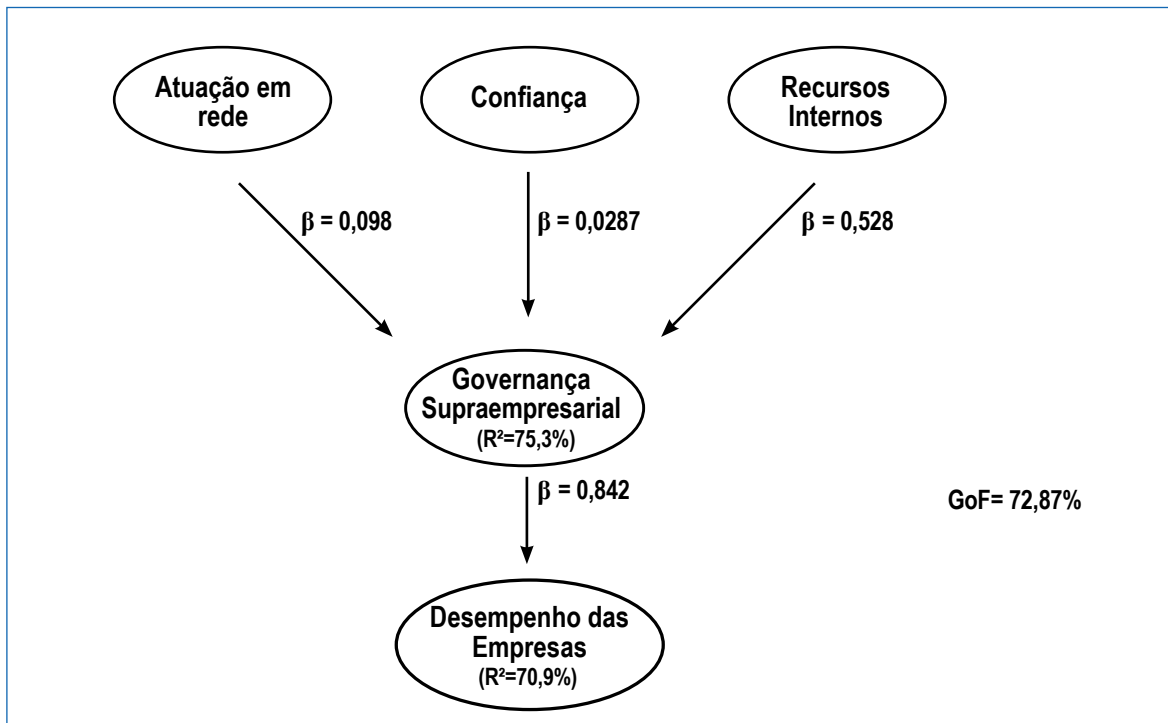 Atuação em
rede
Confiança
Recursos
Internos
β = 0,098
β = 0,0287
β = 0,528
Governança
Supraempresarial
(R²=75,3%)
β = 0,842
GoF= 72,87%
Desempenho das
Empresas
(R²=70,9%)